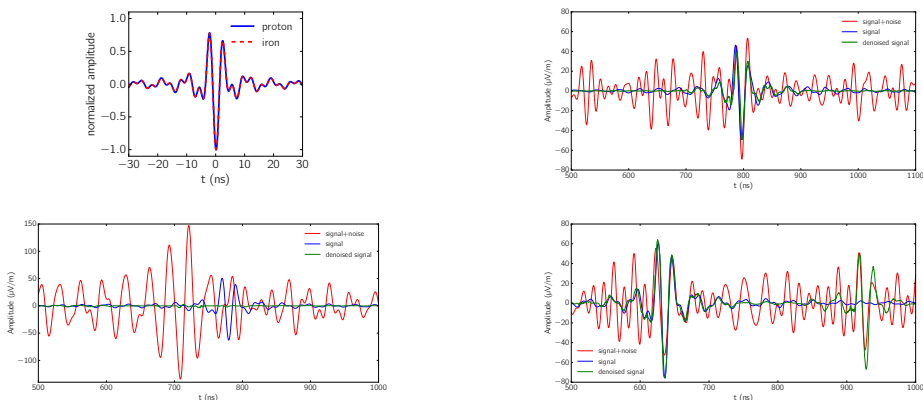 proton
iron
normalized amplitude
1.0
0.5
0.0
−0.5
−1.0
−30 −20 −10 0 10 20 30
t (ns)
signal+noise
signal
denoised signal
Amplitude (μV/m)
80
60
40
20
0
−20
−40
−60
−80
500 600 700 800 900 1000 1100
t (ns)
signal+noise
signal
denoised signal
Amplitude (μV/m)
150
100
50
0
−50
−100
500 600 700 800 900 1000
t (ns)
Amplitude (μV/m)
80
60
40
20
0
−20
−40
−60
−80
signal+noise
signal
denoised signal
500 600 700 800 900 1000
t (ns)